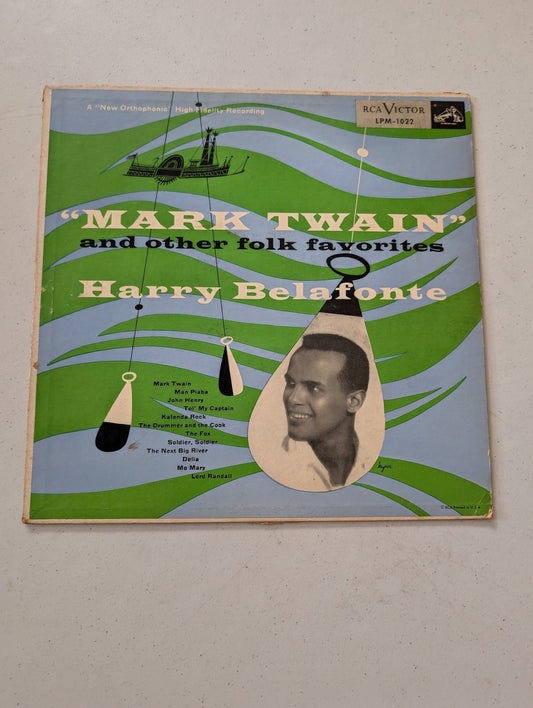 A "New Orthophonic" High Fidelity Recording
RCA VICTOR
LPM-1022
"MARK TWAIN"
and other folk favorites
Harry Belafonte
Mark Twain
Man Piaba
John Henry
Tol' My Captain
Kalenda Rock
The Drummer and the Cook
The Fox
Soldier, Soldier
The Next Big River
Delia
Mo Mary
Lord Randall